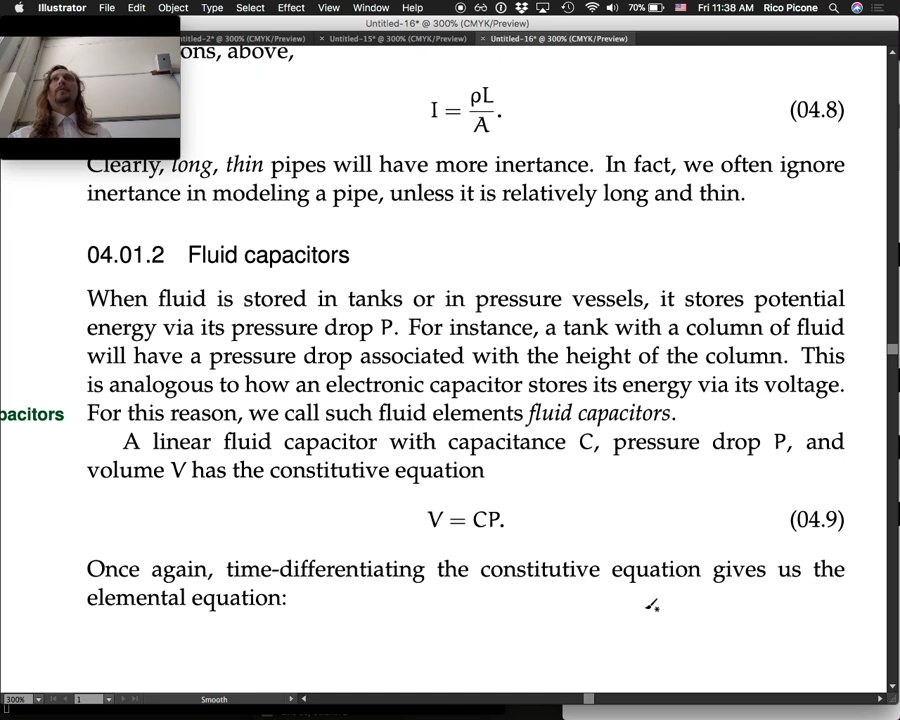 Illustrator File Edit Object Type Select Effect View Window Help 70% Fri 11:38 AM Rico Picone
Untitled-16* @ 300% (CMYK/Preview)
ntitled-2* @ 300% (CMYK/Preview) × Untitled-15* @ 300% (CMYK/Preview) × Untitled-16* @ 300% (CMYK/Preview)
ons, above,
I = ρL/A. (04.8)
Clearly, long, thin pipes will have more inertance. In fact, we often ignore
inertance in modeling a pipe, unless it is relatively long and thin.
04.01.2 Fluid capacitors
When fluid is stored in tanks or in pressure vessels, it stores potential
energy via its pressure drop P. For instance, a tank with a column of fluid
will have a pressure drop associated with the height of the column. This
is analogous to how an electronic capacitor stores its energy via its voltage.
pacitors For this reason, we call such fluid elements fluid capacitors.
A linear fluid capacitor with capacitance C, pressure drop P, and
volume V has the constitutive equation
V = CP. (04.9)
Once again, time-differentiating the constitutive equation gives us the
elemental equation:
300% 1 Smooth